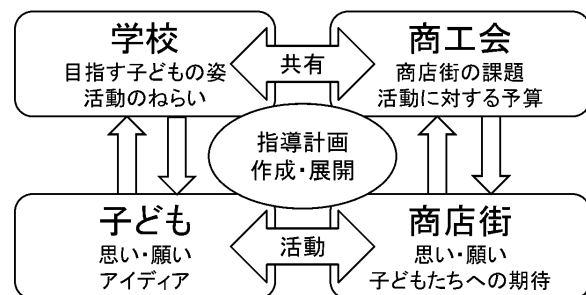 学校
目指す子どもの姿
活動のねらい
共有
商工会
商店街の課題
活動に対する予算
指導計画
作成・展開
子ども
思い・願い
アイディア
活動
商店街
思い・願い
子どもたちへの期待